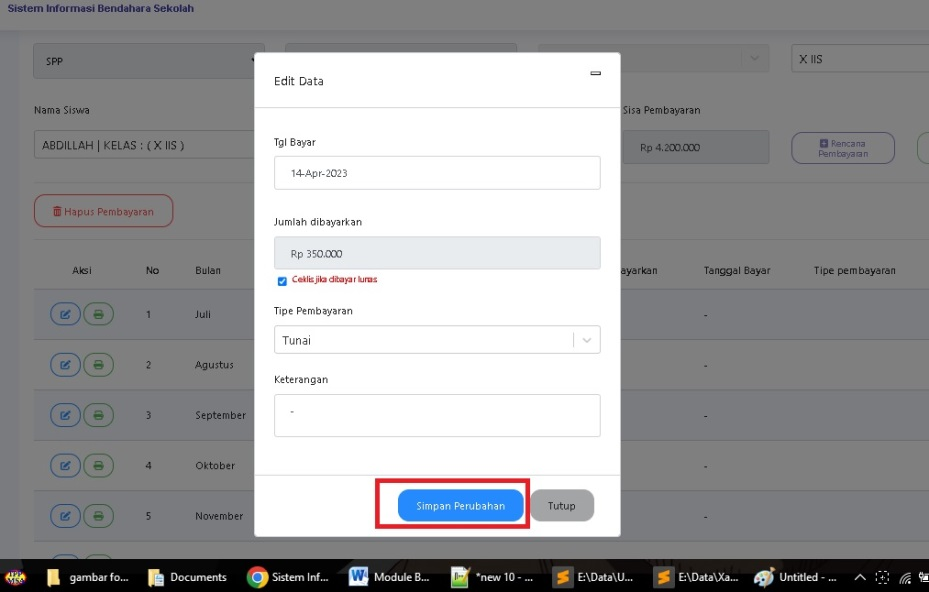 Sistem Informasi Bendahara Sekolah
SPP
X IIS
Nama Siswa
Sisa Pembayaran
ABDILLAH | KELAS : ( X IIS )
Rp 4.200.000
Rencana
Pembayaran
Hapus Pembayaran
Aksi No Bulan
ayarkan Tanggal Bayar Tipe pembayaran
1 Juli -
2 Agustus -
3 September -
4 Oktober -
5 November -
Edit Data
Tgl Bayar
14-Apr-2023
Jumlah dibayarkan
Rp 350.000
Ceklis jika dibayar lunas
Tipe Pembayaran
Tunai
Keterangan
-
Simpan Perubahan Tutup
gambar fo... Documents Sistem Inf... Module B... *new 10 - ... E:\Data\U... E:\Data\Xa... Untitled - ...